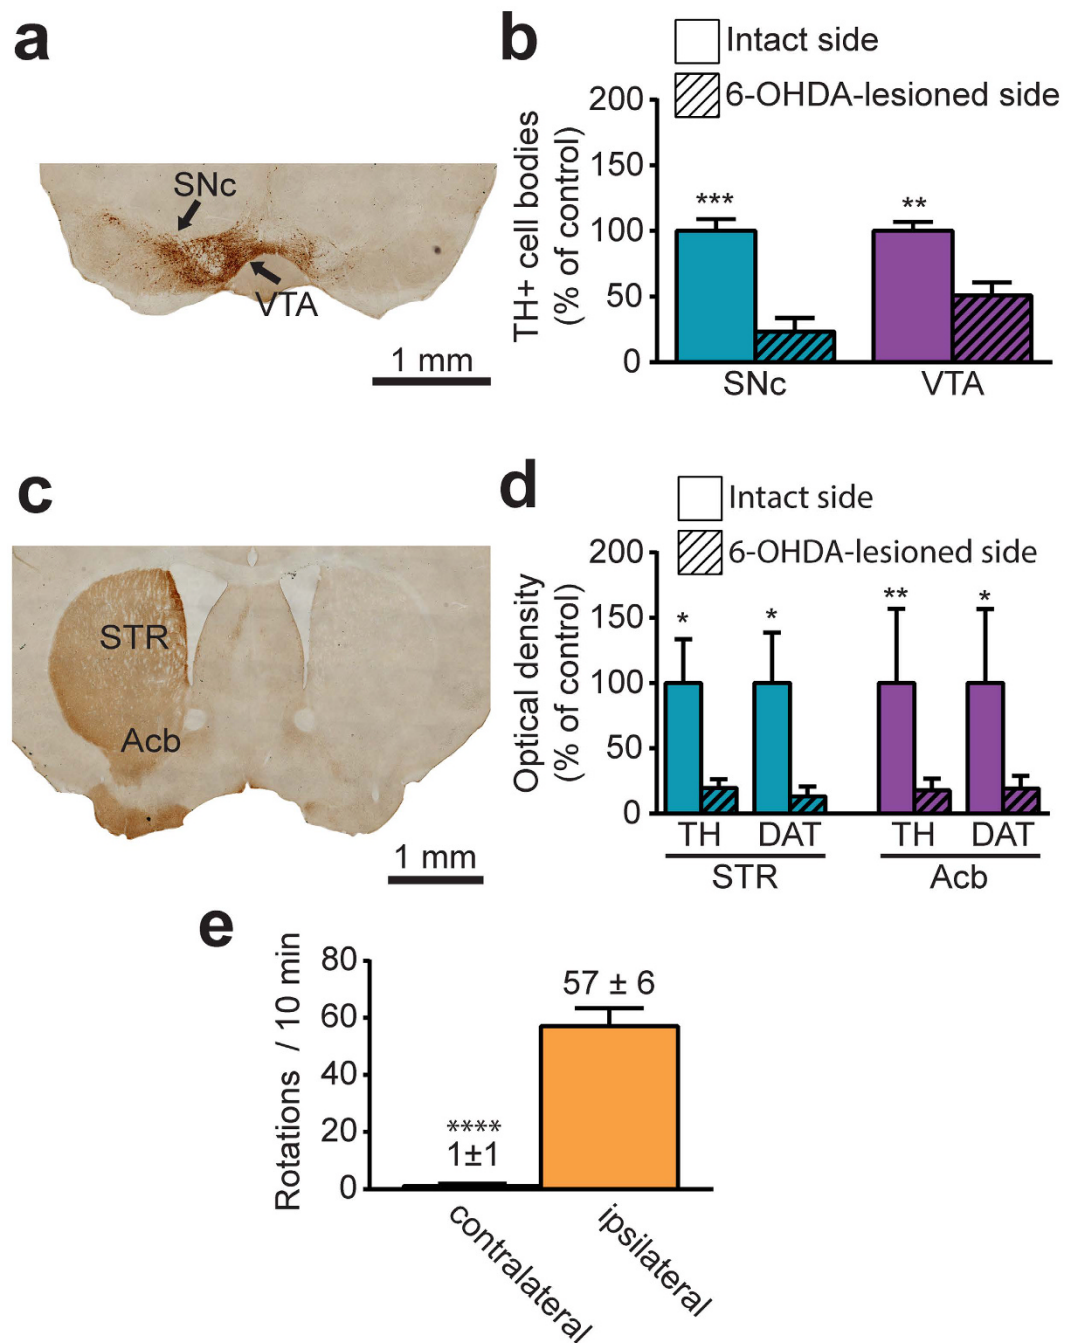 a
SNc
VTA
1 mm
b
Intact side
6-OHDA-lesioned side
TH+ cell bodies
(% of control)
200
150
100
50
0
***
**
SNc
VTA
c
STR
Acb
1 mm
d
Intact side
6-OHDA-lesioned side
Optical density
(% of control)
200
150
100
50
0
*
*
**
*
TH
DAT
TH
DAT
STR
Acb
e
Rotations / 10 min
80
60
40
20
0
****
1±1
57 ± 6
contralateral
ipsilateral